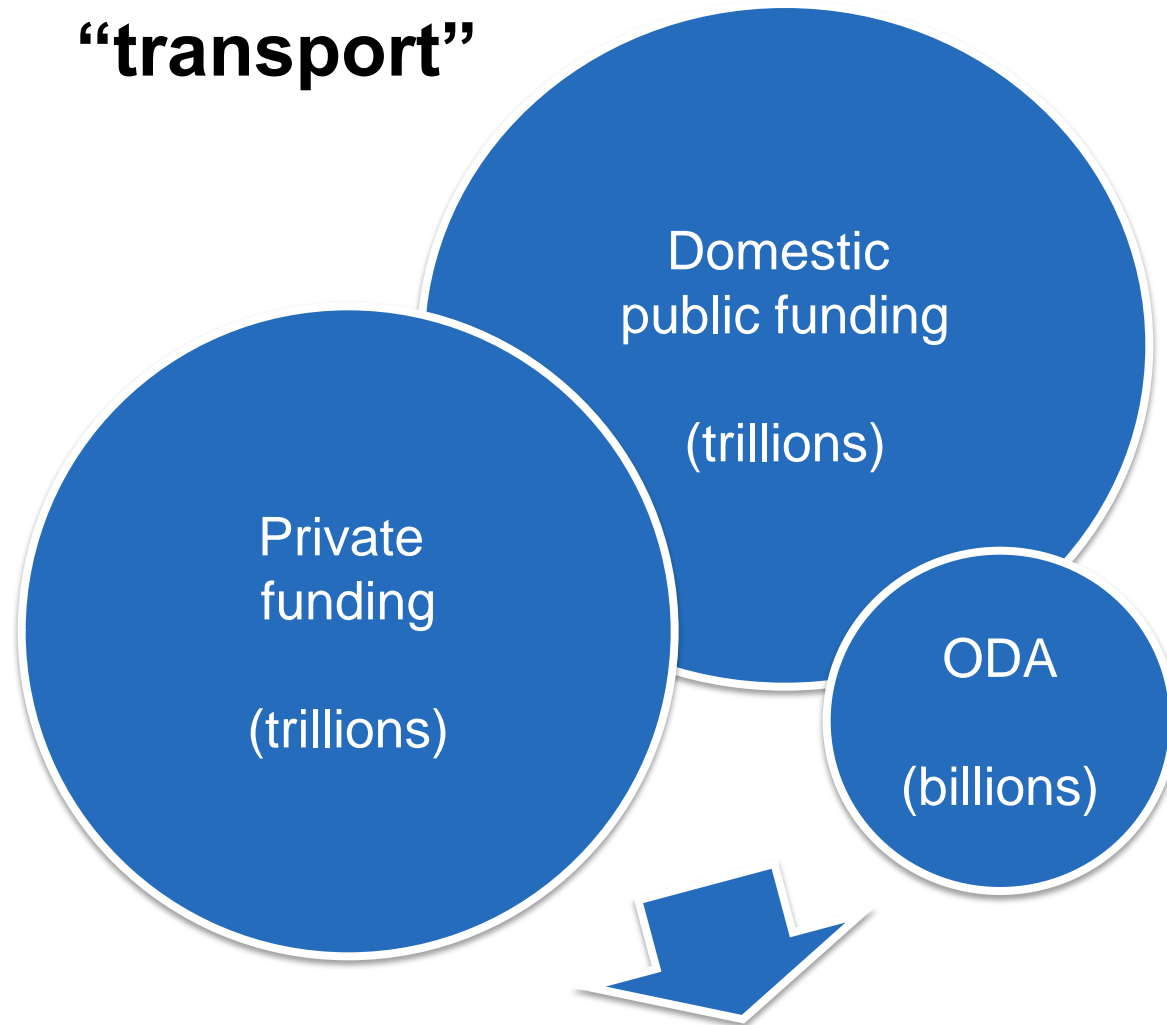 “transport”
Domestic
public funding
(trillions)
Private
funding
(trillions)
ODA
(billions)